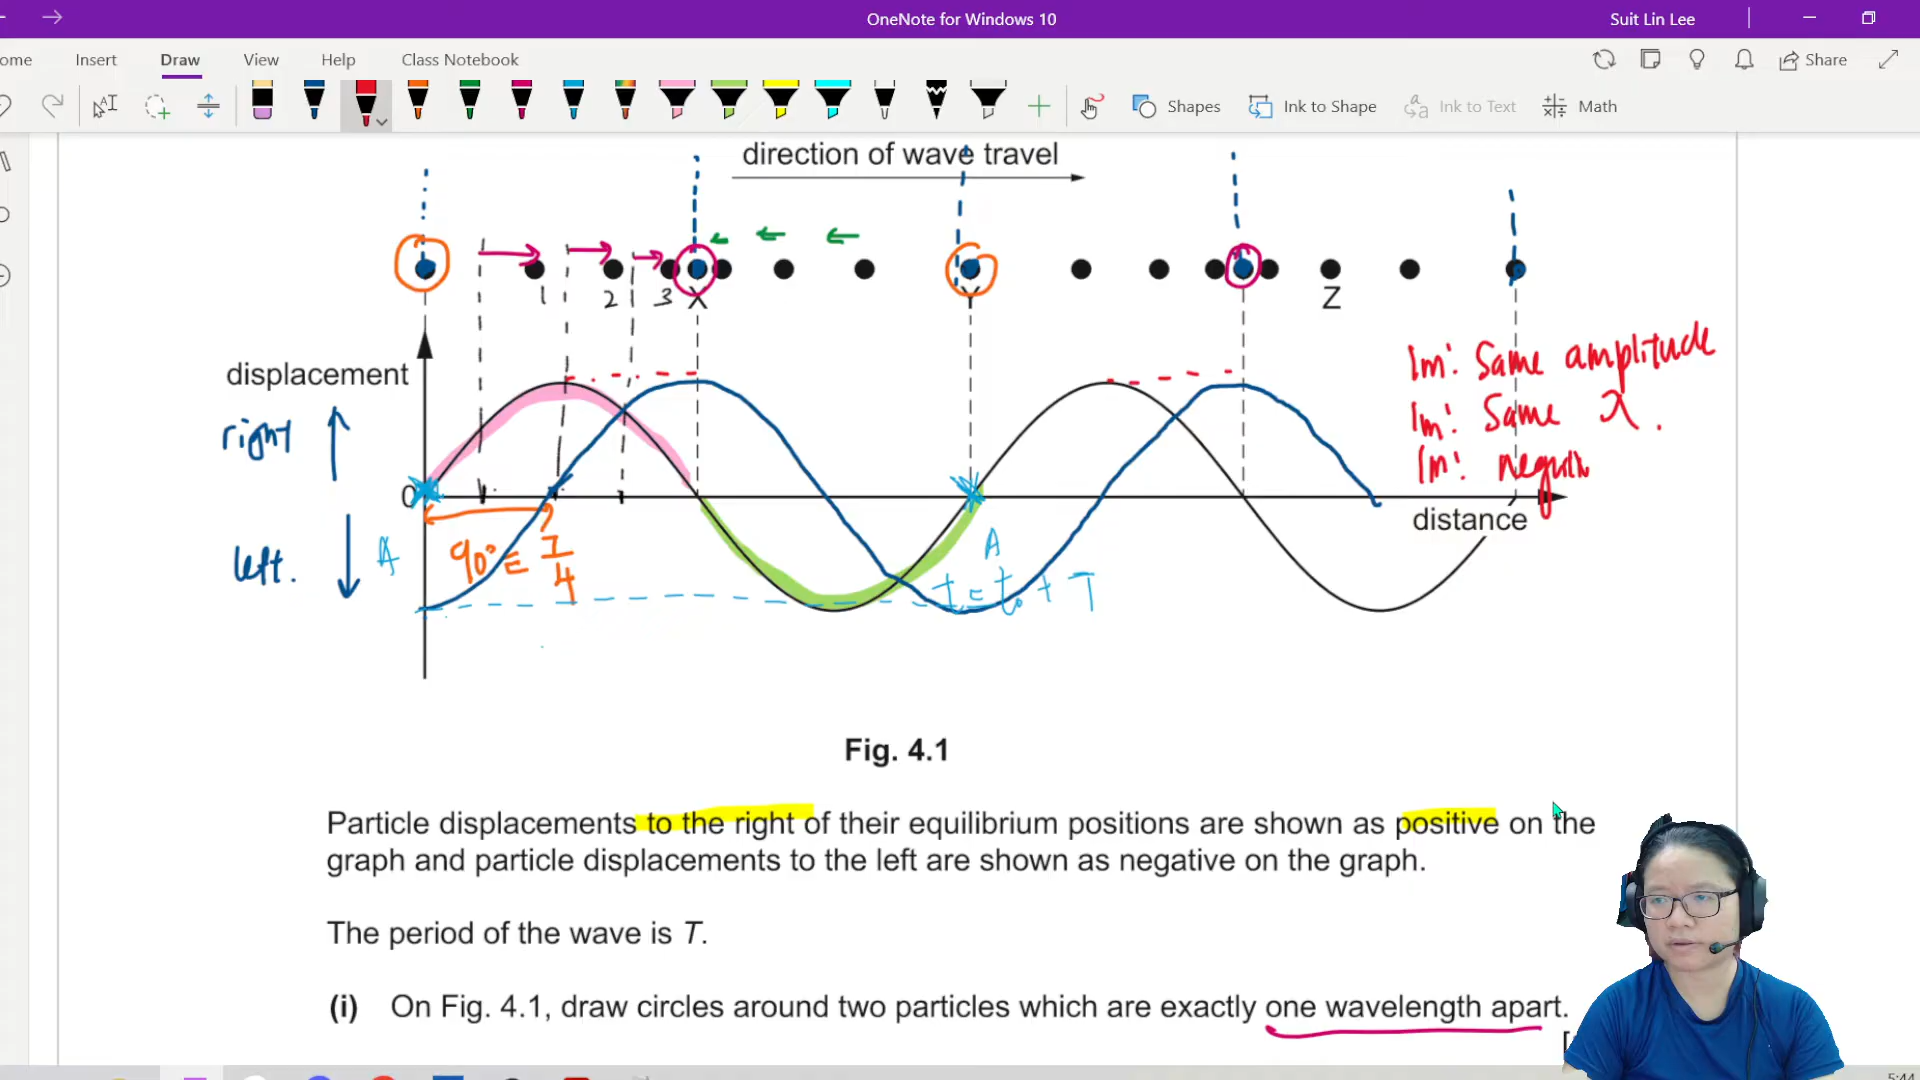 OneNote for Windows 10
Suit Lin Lee
Insert
Draw
View
Help
Class Notebook
Share
Shapes
Ink to Shape
Ink to Text
Math
direction of wave travel
1 2 3 X Y Z
displacement
right
left.
0
A
90° ≡ T/4
A
t = t₀ + T
1m: Same amplitude
1m: Same λ.
1m:
distance
Fig. 4.1
Particle displacements to the right of their equilibrium positions are shown as positive on the
graph and particle displacements to the left are shown as negative on the graph.
The period of the wave is T.
(i) On Fig. 4.1, draw circles around two particles which are exactly one wavelength apart.